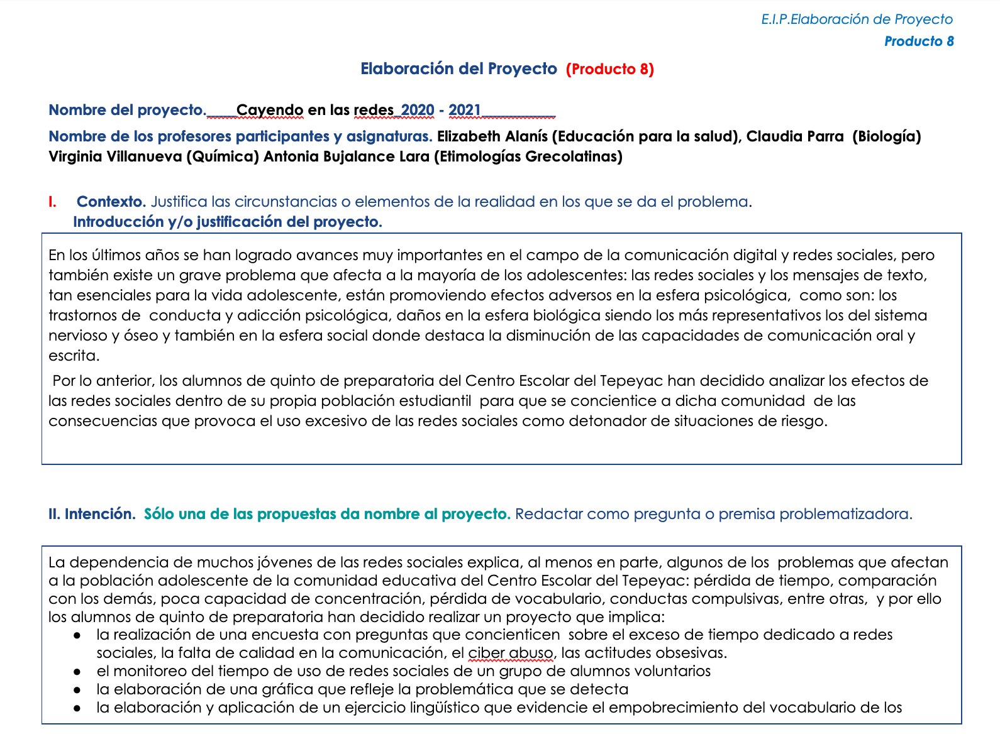 E.I.P.Elaboración de Proyecto
Producto 8
Elaboración del Proyecto (Producto 8)
Nombre del proyecto.____Cayendo en las redes_2020 - 2021__________
Nombre de los profesores participantes y asignaturas. Elizabeth Alanís (Educación para la salud), Claudia Parra (Biología)
Virginia Villanueva (Química) Antonia Bujalance Lara (Etimologías Grecolatinas)
I. Contexto. Justifica las circunstancias o elementos de la realidad en los que se da el problema.
Introducción y/o justificación del proyecto.
En los últimos años se han logrado avances muy importantes en el campo de la comunicación digital y redes sociales, pero
también existe un grave problema que afecta a la mayoría de los adolescentes: las redes sociales y los mensajes de texto,
tan esenciales para la vida adolescente, están promoviendo efectos adversos en la esfera psicológica, como son: los
trastornos de conducta y adicción psicológica, daños en la esfera biológica siendo los más representativos los del sistema
nervioso y óseo y también en la esfera social donde destaca la disminución de las capacidades de comunicación oral y
escrita.
Por lo anterior, los alumnos de quinto de preparatoria del Centro Escolar del Tepeyac han decidido analizar los efectos de
las redes sociales dentro de su propia población estudiantil para que se concientice a dicha comunidad de las
consecuencias que provoca el uso excesivo de las redes sociales como detonador de situaciones de riesgo.
II. Intención. Sólo una de las propuestas da nombre al proyecto. Redactar como pregunta o premisa problematizadora.
La dependencia de muchos jóvenes de las redes sociales explica, al menos en parte, algunos de los problemas que afectan
a la población adolescente de la comunidad educativa del Centro Escolar del Tepeyac: pérdida de tiempo, comparación
con los demás, poca capacidad de concentración, pérdida de vocabulario, conductas compulsivas, entre otras, y por ello
los alumnos de quinto de preparatoria han decidido realizar un proyecto que implica:
● la realización de una encuesta con preguntas que concienticen sobre el exceso de tiempo dedicado a redes
sociales, la falta de calidad en la comunicación, el ciber abuso, las actitudes obsesivas.
● el monitoreo del tiempo de uso de redes sociales de un grupo de alumnos voluntarios
● la elaboración de una gráfica que refleje la problemática que se detecta
● la elaboración y aplicación de un ejercicio lingüístico que evidencie el empobrecimiento del vocabulario de los